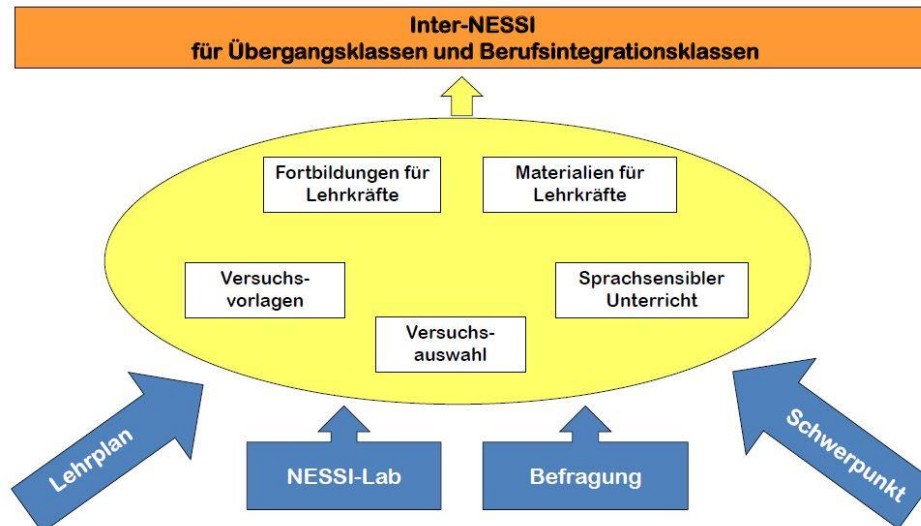 Inter-NESSI
für Übergangsklassen und Berufsintegrationsklassen
Fortbildungen für
Lehrkräfte
Materialien für
Lehrkräfte
Versuchs-
vorlagen
Sprachsensibler
Unterricht
Versuchs-
auswahl
Lehrplan
NESSI-Lab
Befragung
Schwerpunkt